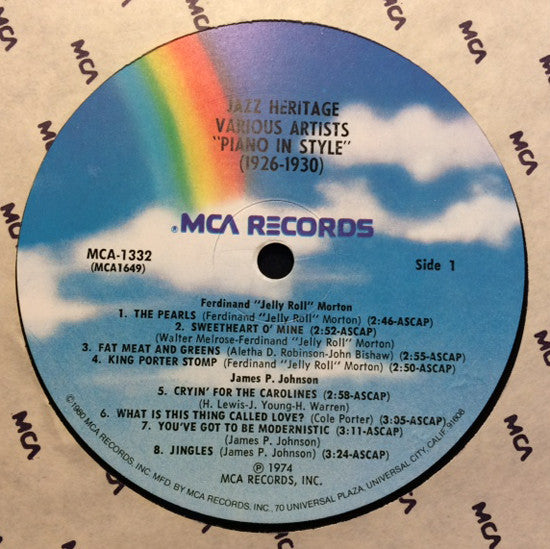 JAZZ HERITAGE
VARIOUS ARTISTS
"PIANO IN STYLE"
(1926-1930)
®MCA RECORDS
MCA-1332
(MCA1649)
Side 1
Ferdinand "Jelly Roll" Morton
1. THE PEARLS (Ferdinand "Jelly Roll" Morton) (2:46-ASCAP)
2. SWEETHEART O' MINE (2:52-ASCAP)
(Walter Melrose-Ferdinand "Jelly Roll" Morton)
3. FAT MEAT AND GREENS (Aletha D. Robinson-John Bishaw) (2:55-ASCAP)
4. KING PORTER STOMP (Ferdinand "Jelly Roll" Morton) (2:50-ASCAP)
James P. Johnson
5. CRYIN' FOR THE CAROLINES (2:58-ASCAP)
(H. Lewis-J. Young-H. Warren)
6. WHAT IS THIS THING CALLED LOVE? (Cole Porter) (3:05-ASCAP)
7. YOU'VE GOT TO BE MODERNISTIC (3:11-ASCAP)
(James P. Johnson)
8. JINGLES (James P. Johnson) (3:24-ASCAP)
Ⓟ 1974
MCA RECORDS, INC.
©1980 MCA RECORDS, INC. MFD. BY MCA RECORDS, INC., 70 UNIVERSAL PLAZA, UNIVERSAL CITY, CALIF. 91608
MCA
MCA
MCA
MCA
MCA
MCA
MCA
MCA
MCA
MCA
MCA